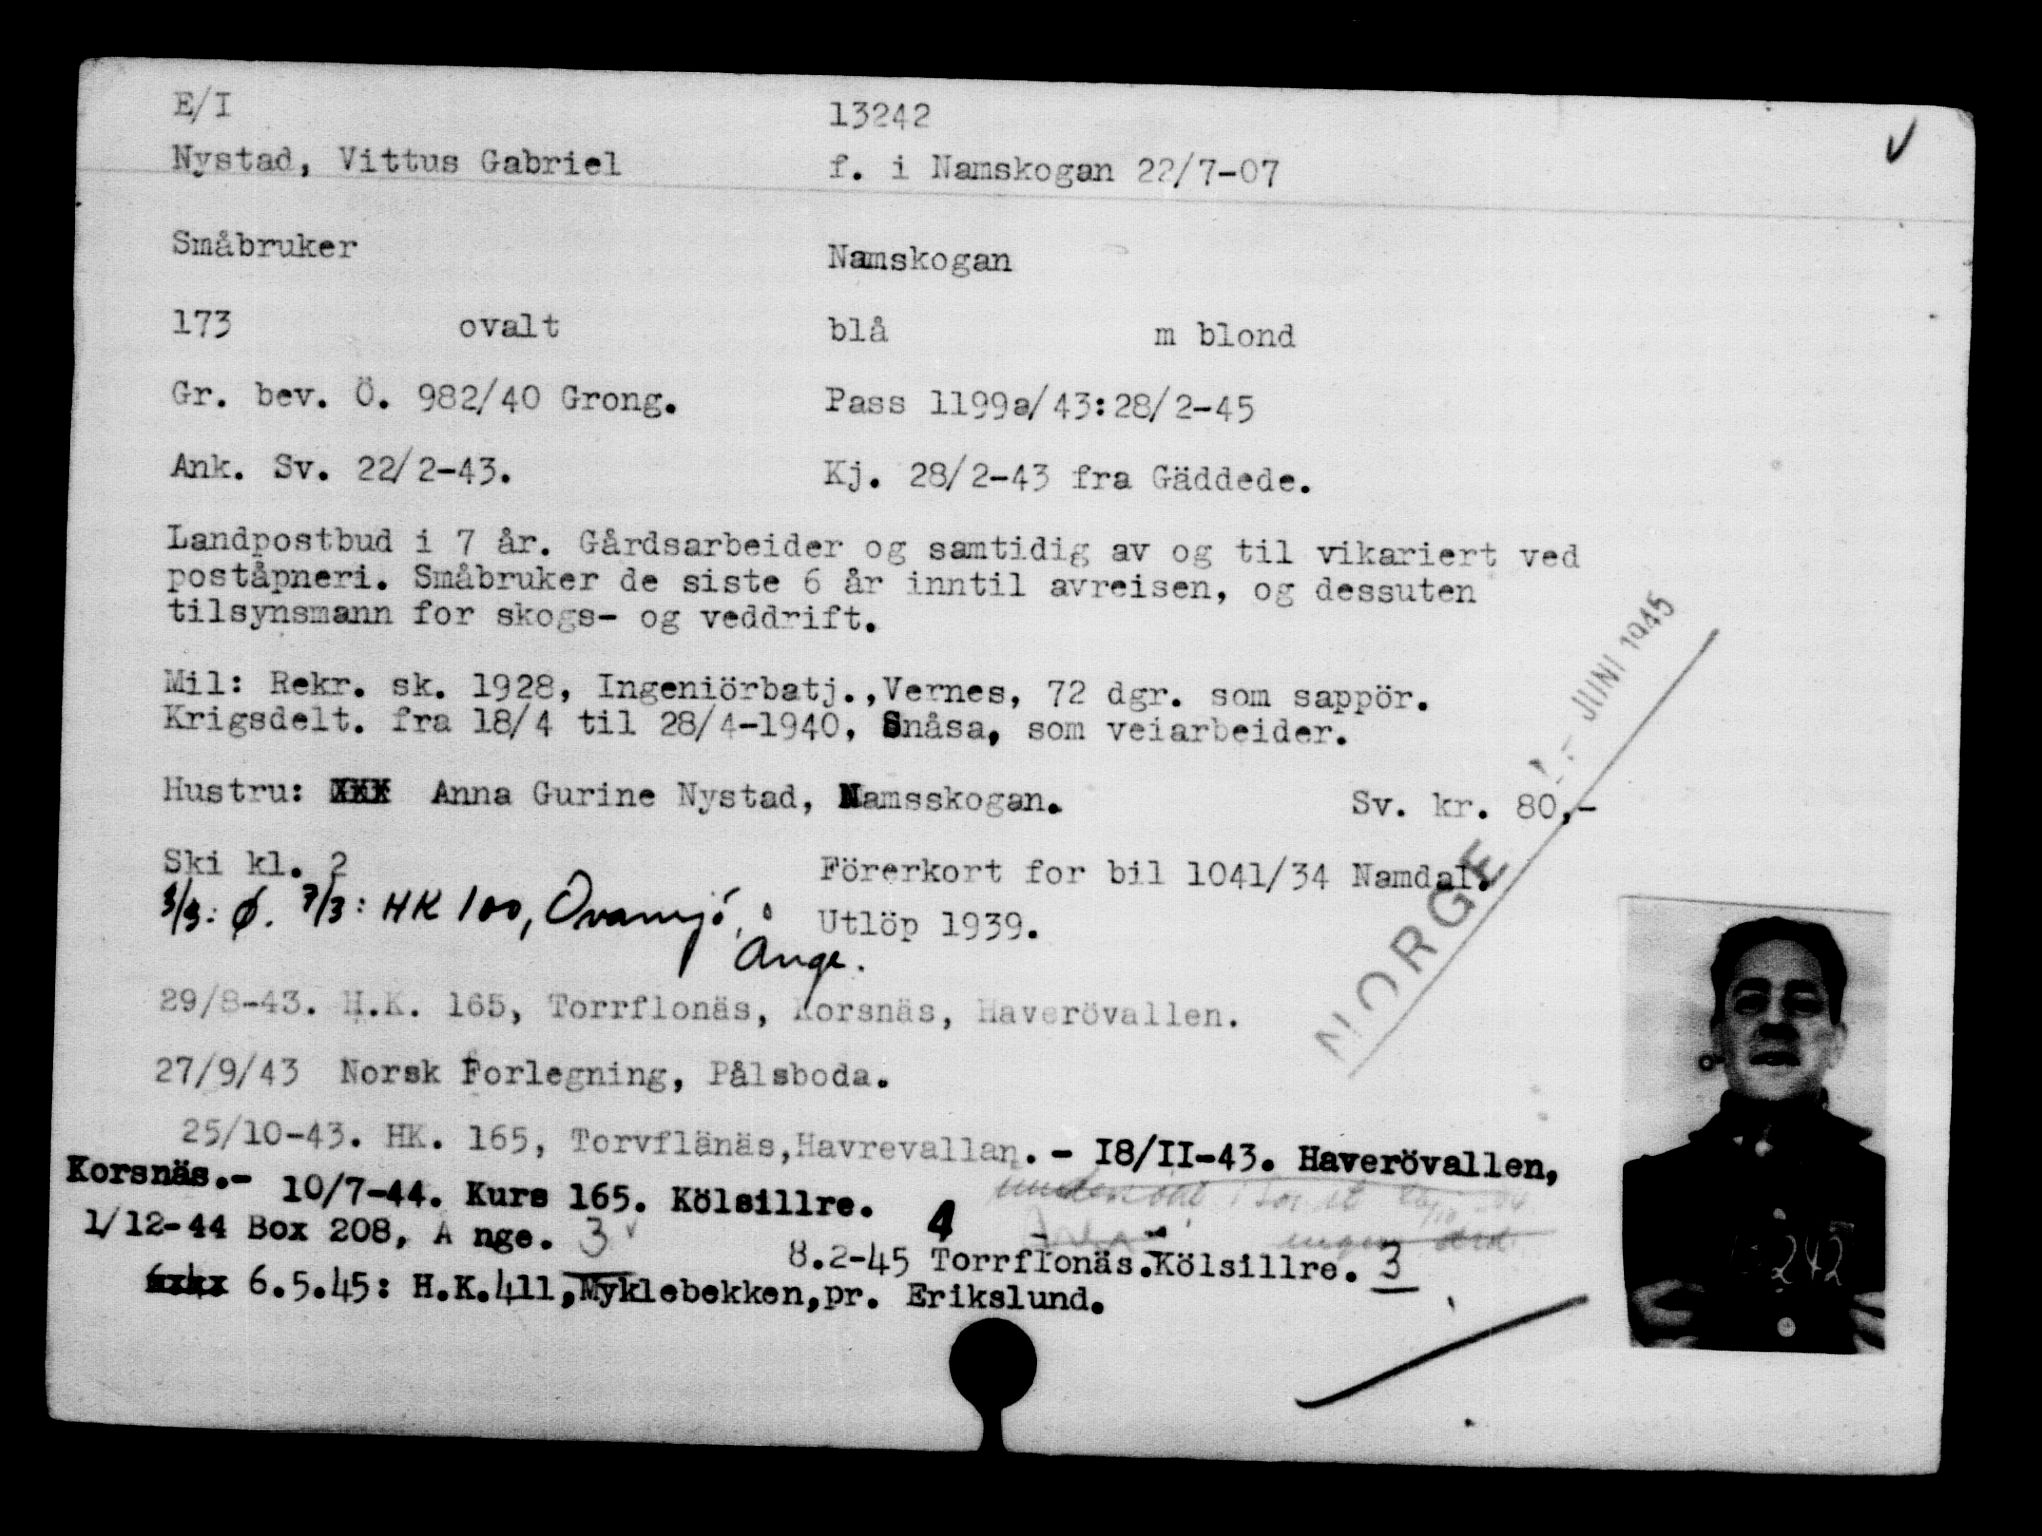 E/I 13242
Nystad, Vittus Gabriel f. i Namskogan 22/7-07
Småbruker Namskogan
173 ovalt blå m blond
Gr. bev. Ö. 982/40 Grong. Pass 1199a/43:28/2-45
Ank. Sv. 22/2-43. Kj. 28/2-43 fra Gäddede.
Landpostbud i 7 år. Gårdsarbeider og samtidig av og til vikariert ved
poståpneri. Småbruker de siste 6 år inntil avreisen, og dessuten
tilsynsmann for skogs- og veddrift.
Mil: Rekr. sk. 1928, Ingeniörbatj.,Vernes, 72 dgr. som sappör.
Krigsdelt. fra 18/4 til 28/4-1940, Snåsa, som veiarbeider.
Hustru: Anna Gurine Nystad, Namsskogan. Sv. kr. 80,-
Ski kl. 2 Förerkort for bil 1041/34 Namdal.
Ø. 7/3: HK 100, Ovansjö, Utlöp 1939.
Ånge.
NORGE JUNI 1945
29/8-43. H.K. 165, Torrflonäs, Korsnäs, Haverövallen.
27/9/43 Norsk Forlegning, Pålsboda.
25/10-43. HK. 165, Torvflänäs,Havrevallan. - I8/II-43. Haverövallen,
Korsnäs.- 10/7-44. Kurs 165. Kölsillre. 4
1/12-44 Box 208, Å nge. 3
8.2-45 Torrflonäs.Kölsillre. 3
6.5.45: H.K.411,Myklebekken,pr. Erikslund.
242